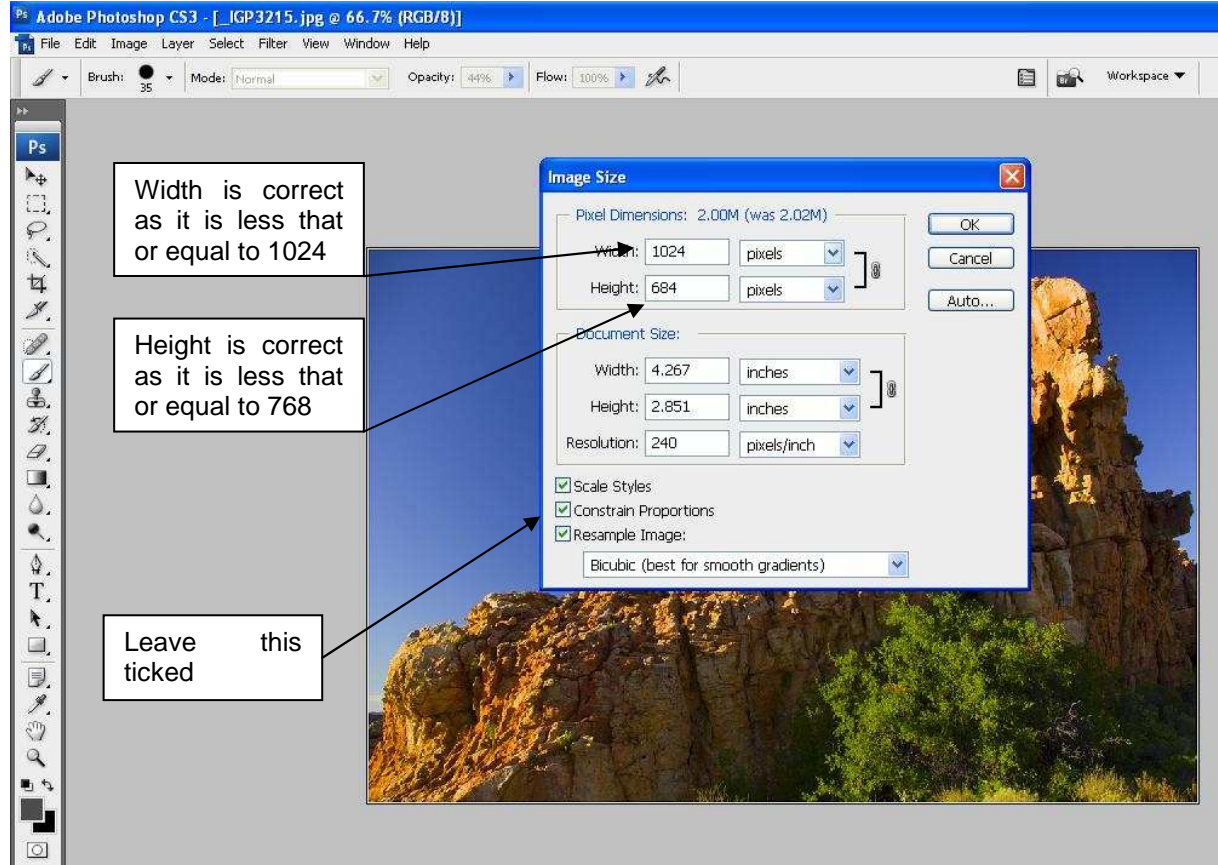 Ps Adobe Photoshop CS3 - [_IGP3215.jpg @ 66.7% (RGB/8)]
Ps File Edit Image Layer Select Filter View Window Help
Brush: 35 Mode: Normal Opacity: 44% Flow: 100% Br Workspace
Ps
Width is correct
as it is less that
or equal to 1024
Height is correct
as it is less that
or equal to 768
Leave this
ticked
Image Size
Pixel Dimensions: 2.00M (was 2.02M)
Width: 1024 pixels
Height: 684 pixels
Document Size:
Width: 4.267 inches
Height: 2.851 inches
Resolution: 240 pixels/inch
Scale Styles
Constrain Proportions
Resample Image:
Bicubic (best for smooth gradients)
OK
Cancel
Auto...
T